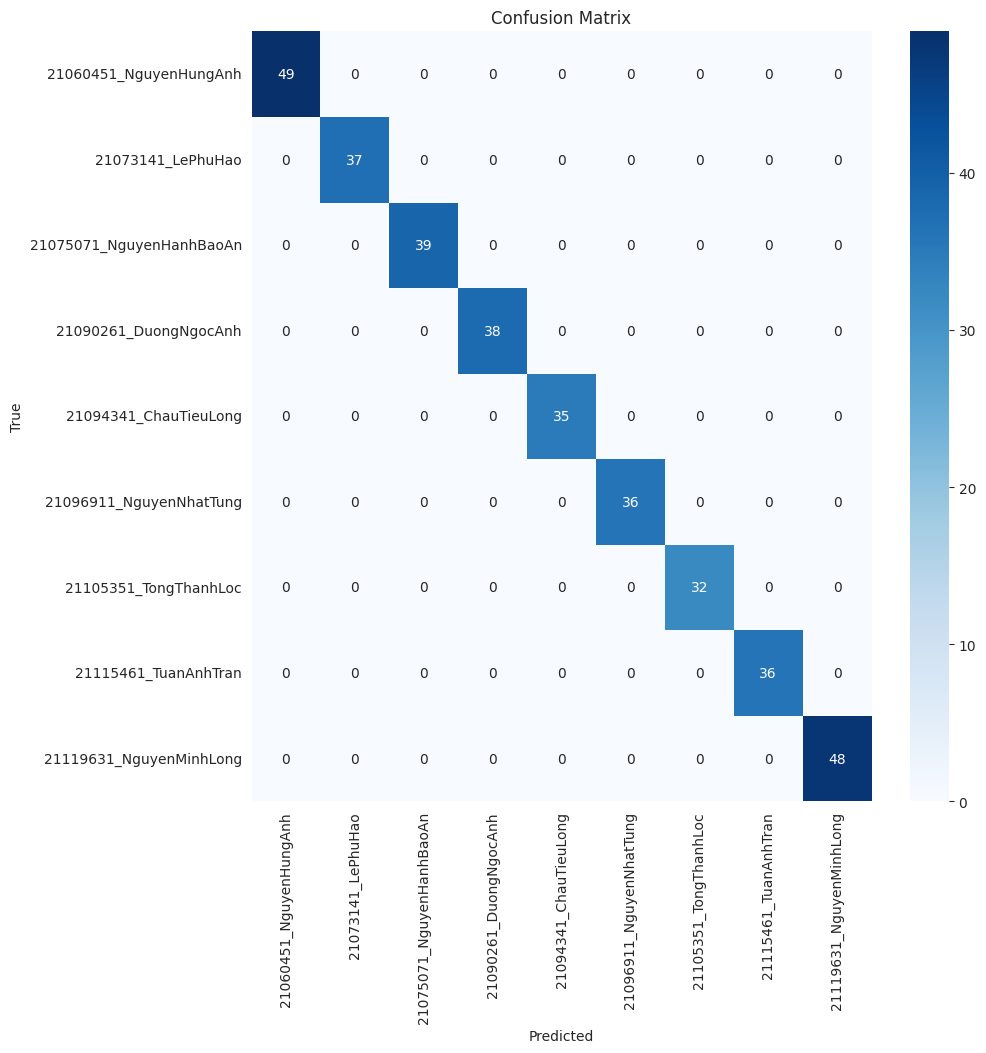 Confusion Matrix
21060451_NguyenHungAnh 49 0 0 0 0 0 0 0 0
21073141_LePhuHao 0 37 0 0 0 0 0 0 0
21075071_NguyenHanhBaoAn 0 0 39 0 0 0 0 0 0
21090261_DuongNgocAnh 0 0 0 38 0 0 0 0 0
21094341_ChauTieuLong 0 0 0 0 35 0 0 0 0
21096911_NguyenNhatTung 0 0 0 0 0 36 0 0 0
21105351_TongThanhLoc 0 0 0 0 0 0 32 0 0
21115461_TuanAnhTran 0 0 0 0 0 0 0 36 0
21119631_NguyenMinhLong 0 0 0 0 0 0 0 0 48
True
21060451_NguyenHungAnh
21073141_LePhuHao
21075071_NguyenHanhBaoAn
21090261_DuongNgocAnh
21094341_ChauTieuLong
21096911_NguyenNhatTung
21105351_TongThanhLoc
21115461_TuanAnhTran
21119631_NguyenMinhLong
Predicted
40
30
20
10
0